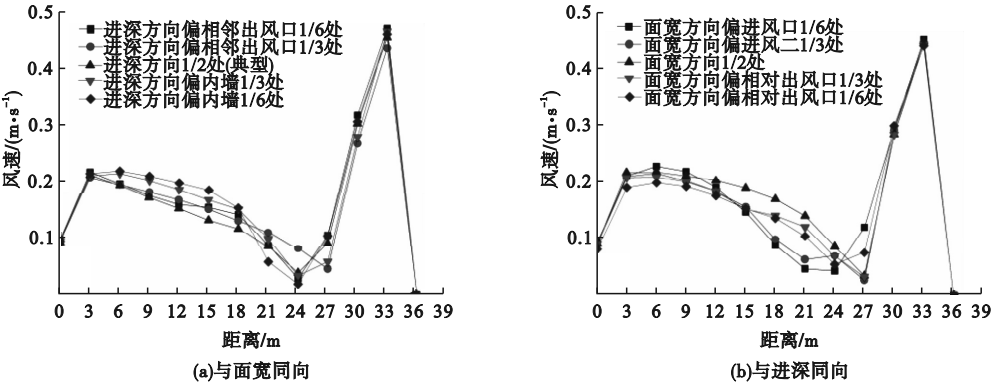 0.5
0.4
0.3
0.2
0.1
风速/(m·s⁻¹)
进深方向偏相邻出风口1/6处
进深方向偏相邻出风口1/3处
进深方向1/2处(典型)
进深方向偏内墙1/3处
进深方向偏内墙1/6处
0 3 6 9 12 15 18 21 24 27 30 33 36 39
距离/m
(a)与面宽同向
0.5
0.4
0.3
0.2
0.1
风速/(m·s⁻¹)
面宽方向偏进风口1/6处
面宽方向偏进风二1/3处
面宽方向1/2处
面宽方向偏相对出风口1/3处
面宽方向偏相对出风口1/6处
0 3 6 9 12 15 18 21 24 27 30 33 36 39
距离/m
(b)与进深同向